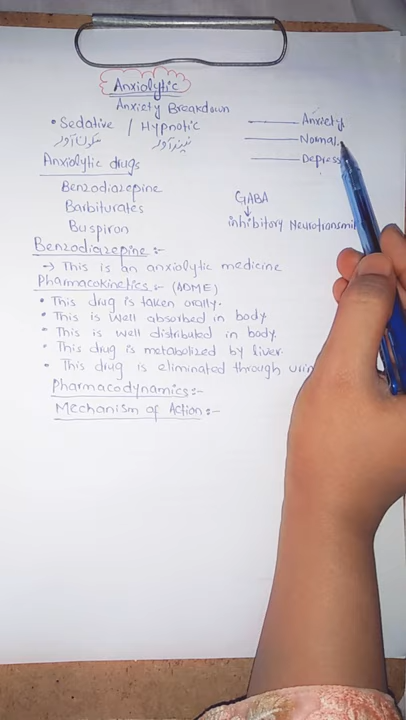 Anxiolytic
Anxiety Breakdown
• Sedative / Hypnotic
سکون آور نیند آور
Anxiety
Normal
Depress
Anxiolytic drugs
Benzodiazepine
Barbiturates
Buspiron
GABA
↓
inhibitory Neurotransmi
Benzodiazepine :-
→ This is an anxiolytic medicine
Pharmacokinetics :- (ADME)
• This drug is taken orally.
• This is well absorbed in body
• This is well distributed in body.
• This drug is metabolized by liver.
• This drug is eliminated through urin
Pharmacodynamics :-
Mechanism of Action :-